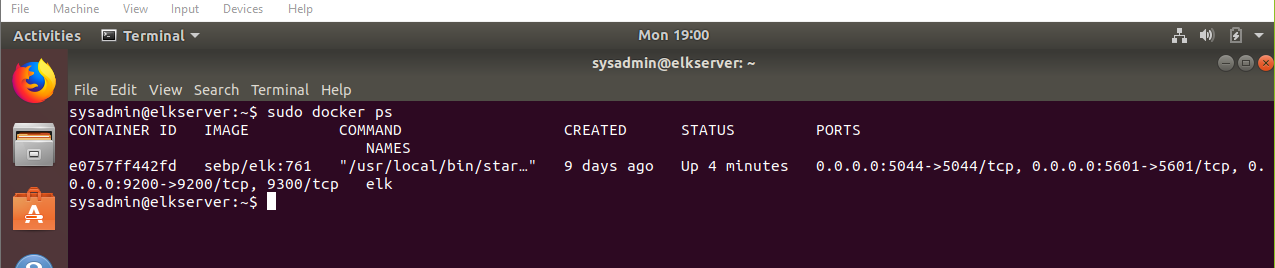 File Machine View Input Devices Help
Activities Terminal Mon 19:00
sysadmin@elkserver: ~
File Edit View Search Terminal Help
sysadmin@elkserver:~$ sudo docker ps
CONTAINER ID IMAGE COMMAND CREATED STATUS PORTS
NAMES
e0757ff442fd sebp/elk:761 "/usr/local/bin/star…" 9 days ago Up 4 minutes 0.0.0.0:5044->5044/tcp, 0.0.0.0:5601->5601/tcp, 0.
0.0.0:9200->9200/tcp, 9300/tcp elk
sysadmin@elkserver:~$